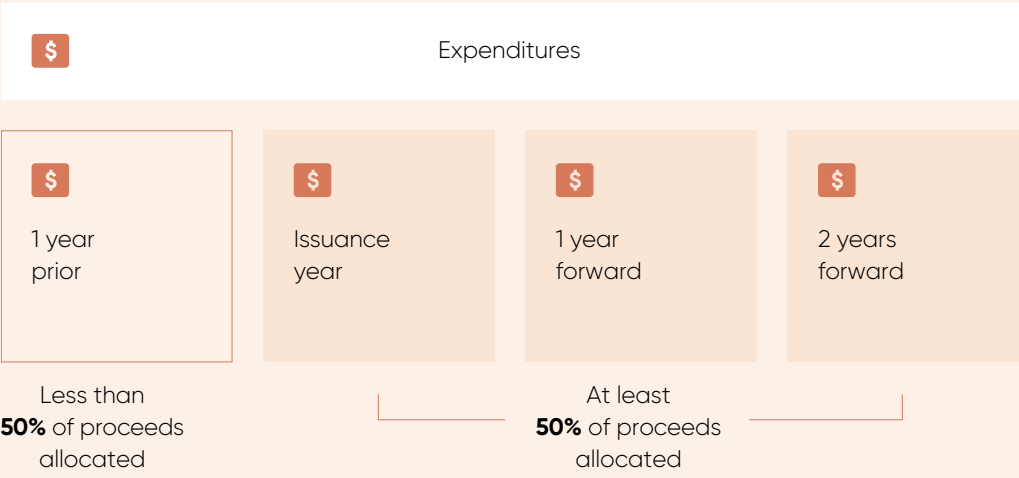 $
Expenditures
$
1 year
prior
$
Issuance
year
$
1 year
forward
$
2 years
forward
Less than
50% of proceeds
allocated
At least
50% of proceeds
allocated